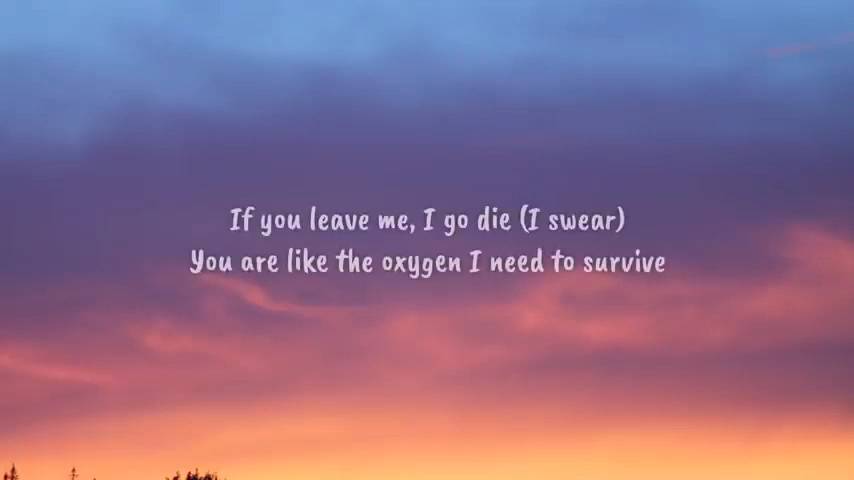 If you leave me, I go die (I swear)
You are like the oxygen I need to survive